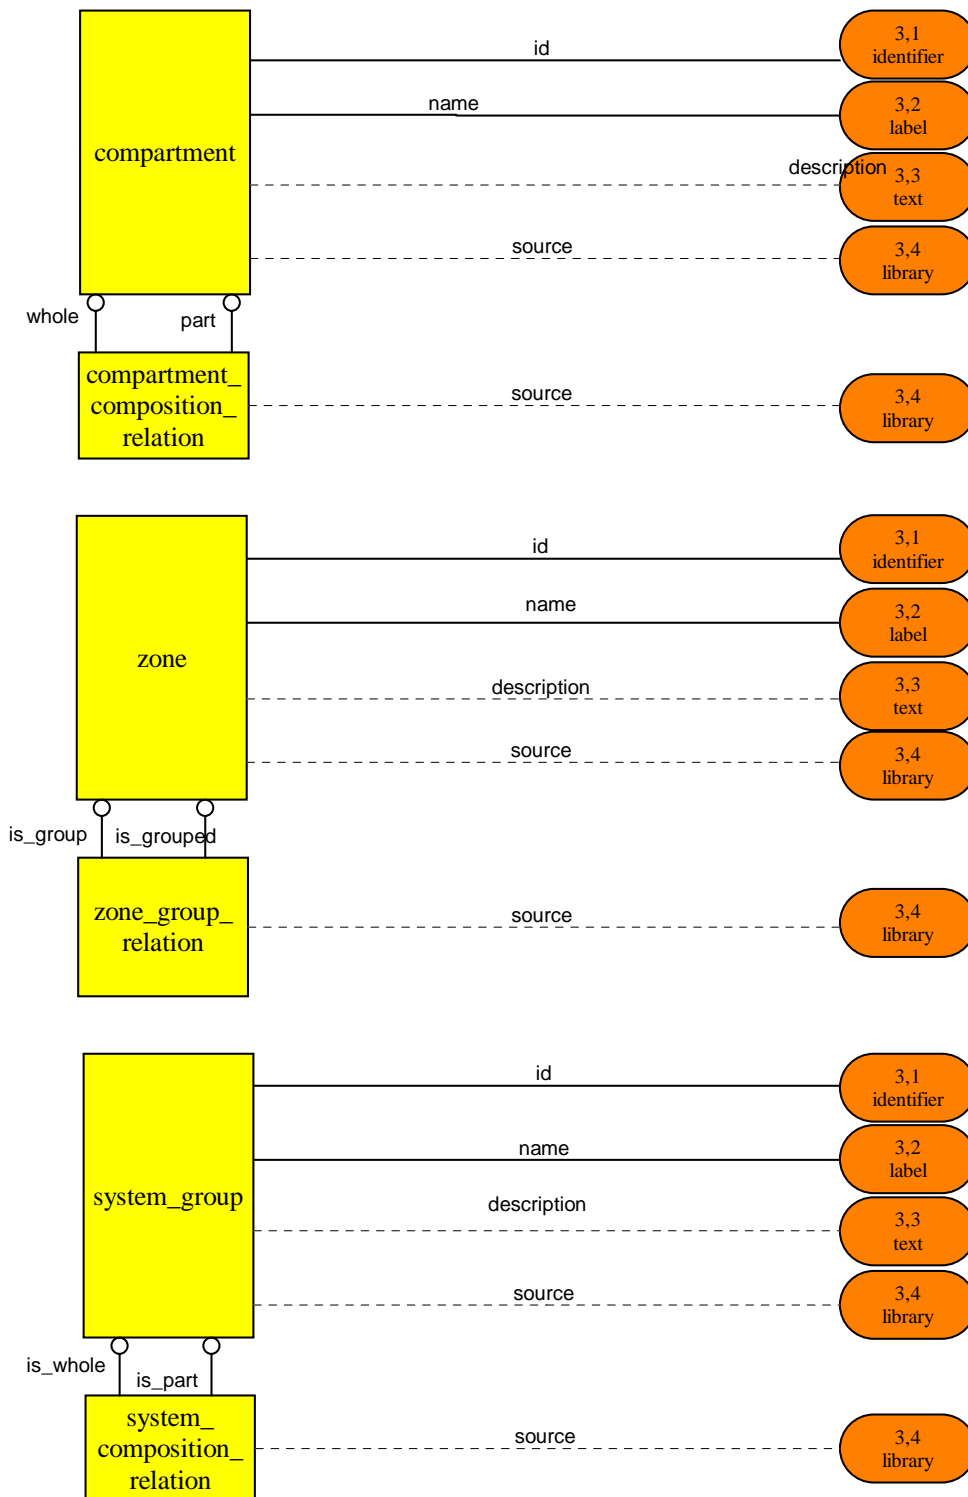 id
3,1
identifier
name
3,2
label
compartment
description
3,3
text
source
3,4
library
whole
part
compartment_
composition_
relation
source
3,4
library
id
3,1
identifier
name
3,2
label
zone
description
3,3
text
source
3,4
library
is_group
is_grouped
zone_group_
relation
source
3,4
library
id
3,1
identifier
name
3,2
label
system_group
description
3,3
text
source
3,4
library
is_whole
is_part
system_
composition_
relation
source
3,4
library